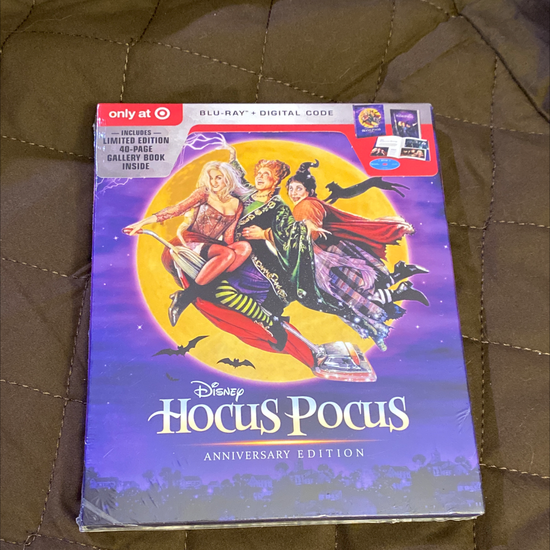 only at
BLU-RAY + DIGITAL CODE
— INCLUDES —
LIMITED EDITION
40-PAGE
GALLERY BOOK
INSIDE
Disney
HOCUS POCUS
ANNIVERSARY EDITION